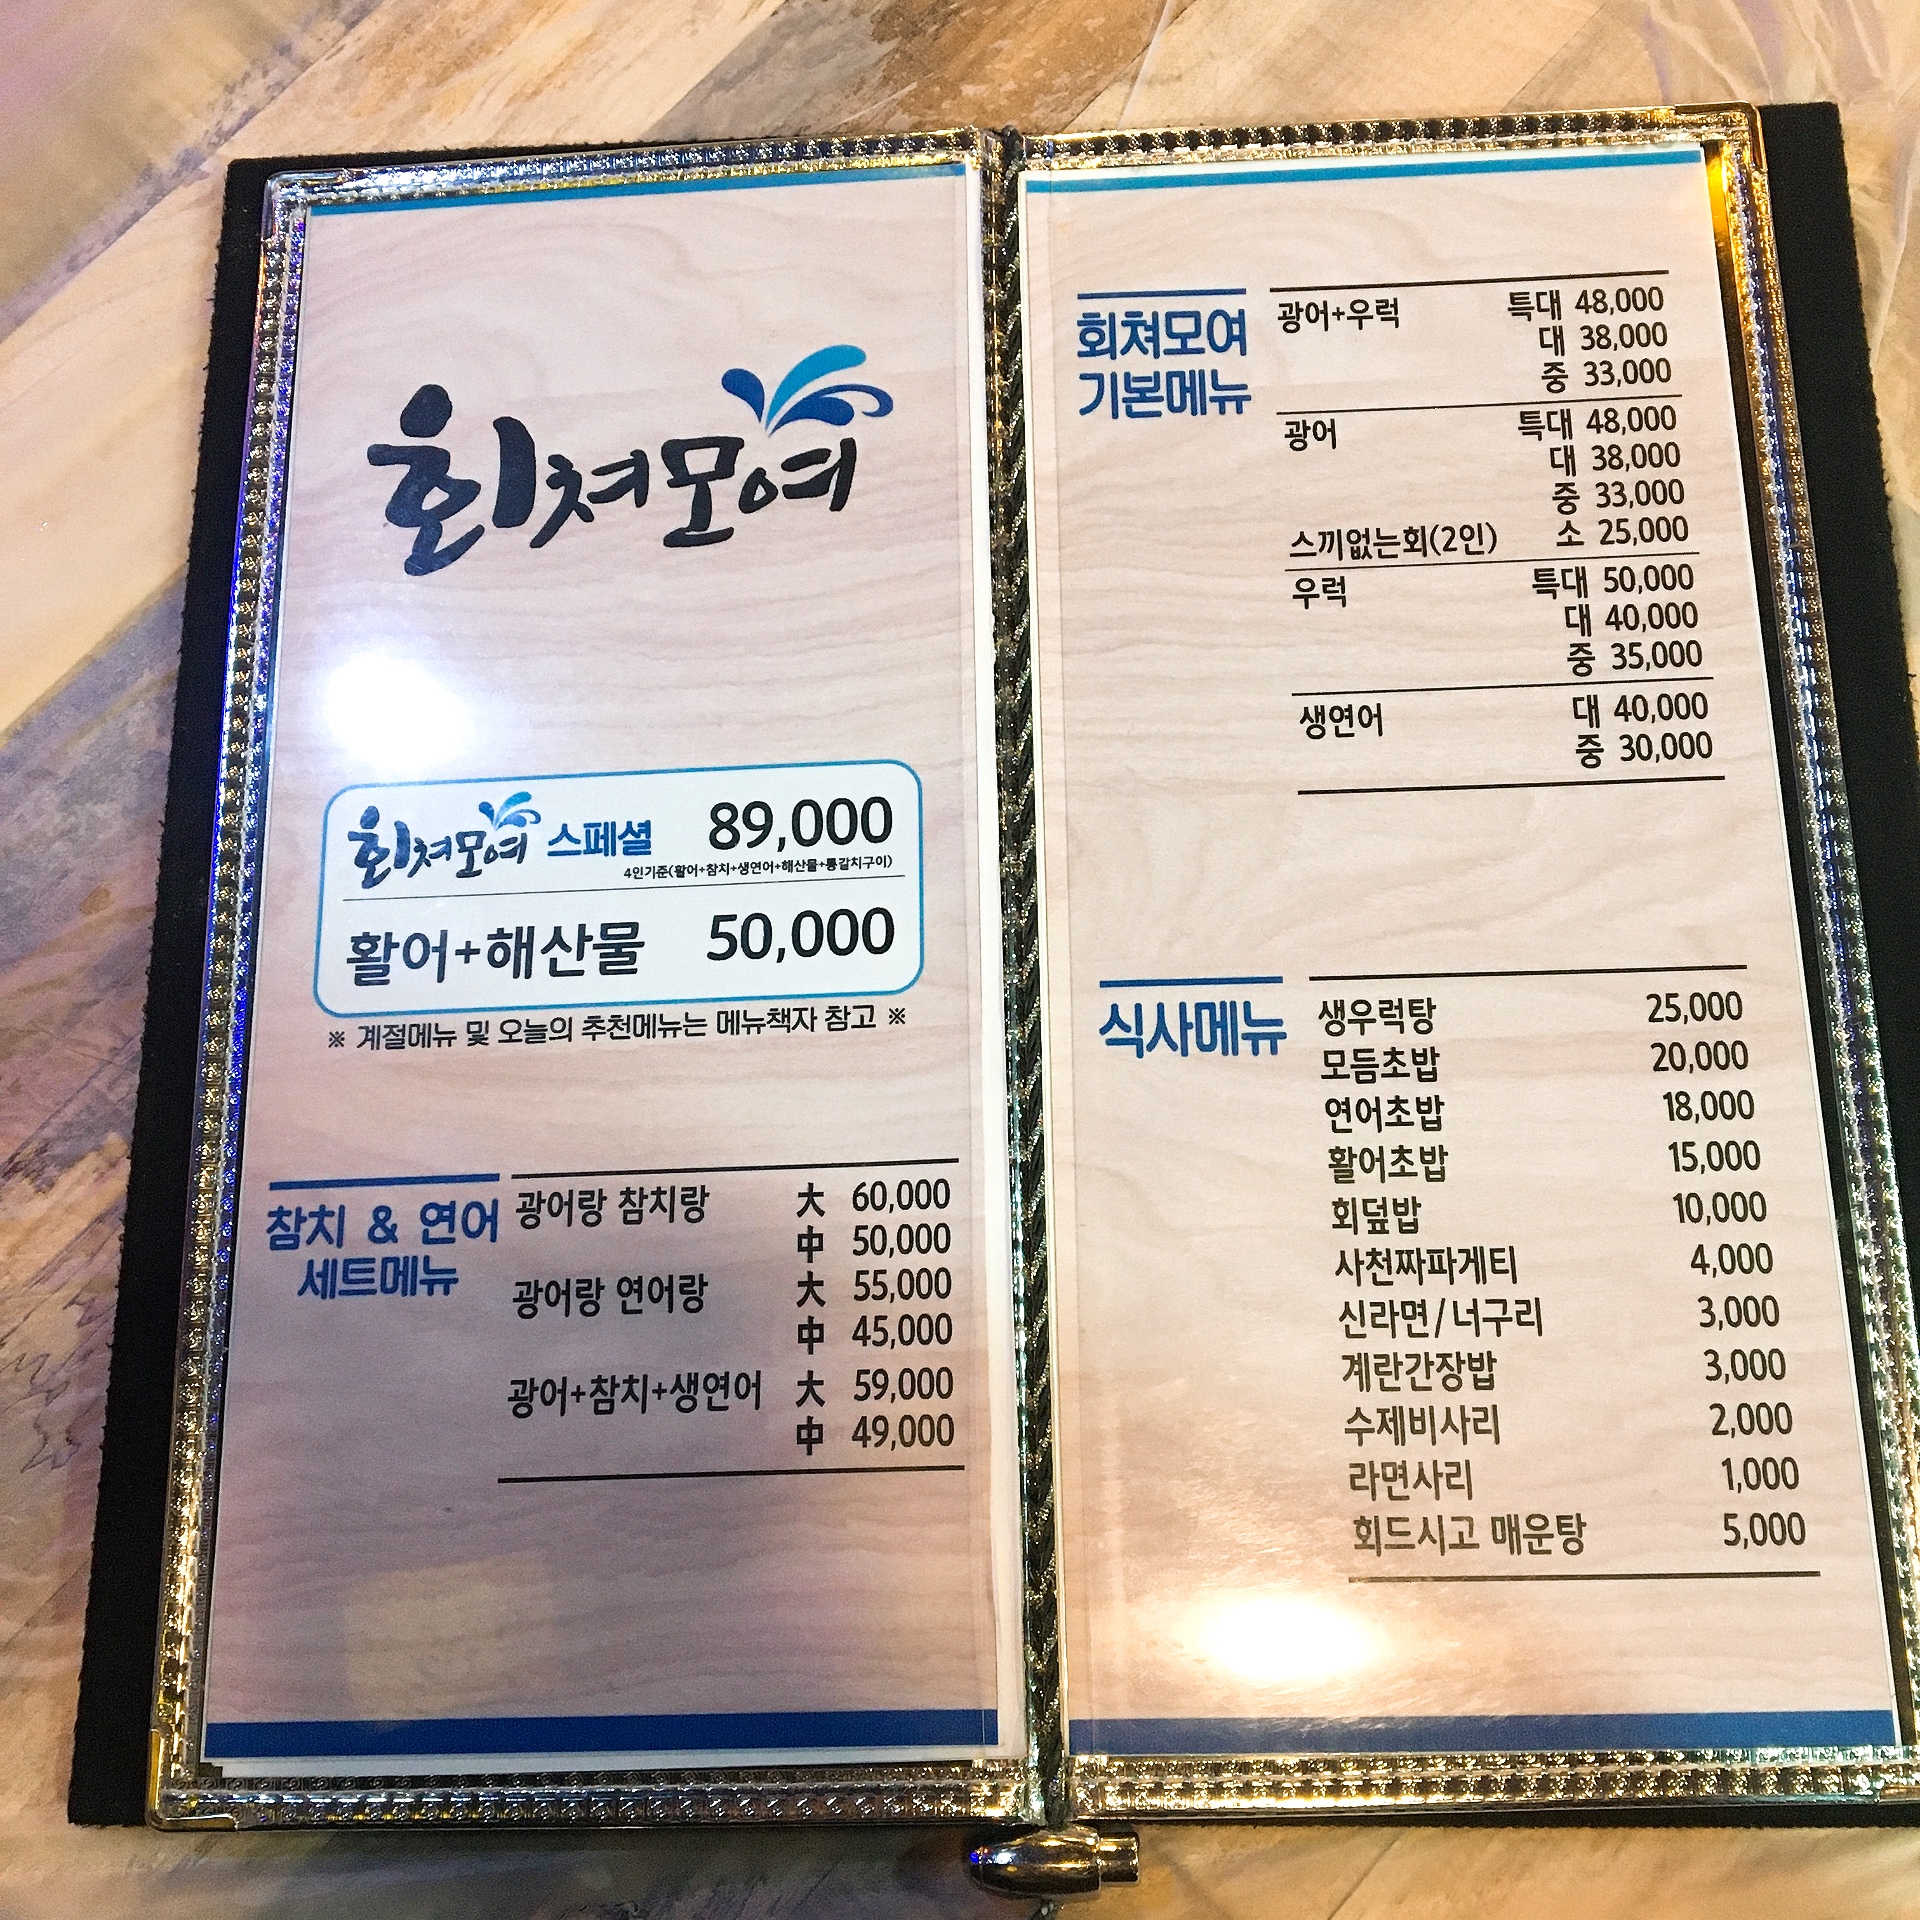 회쳐모여
회쳐모여 스페셜 89,000
4인기준(활어+참치+생연어+해산물+통갈치구이)
활어+해산물 50,000
※ 계절메뉴 및 오늘의 추천메뉴는 메뉴책자 참고 ※
참치 & 연어
세트메뉴
광어랑 참치랑 大 60,000
中 50,000
광어랑 연어랑 大 55,000
中 45,000
광어+참치+생연어 大 59,000
中 49,000
회쳐모여
기본메뉴
광어+우럭 특대 48,000
대 38,000
중 33,000
광어 특대 48,000
대 38,000
중 33,000
스끼없는회(2인) 소 25,000
우럭 특대 50,000
대 40,000
중 35,000
생연어 대 40,000
중 30,000
식사메뉴
생우럭탕 25,000
모듬초밥 20,000
연어초밥 18,000
활어초밥 15,000
회덮밥 10,000
사천짜파게티 4,000
신라면/너구리 3,000
계란간장밥 3,000
수제비사리 2,000
라면사리 1,000
회드시고 매운탕 5,000